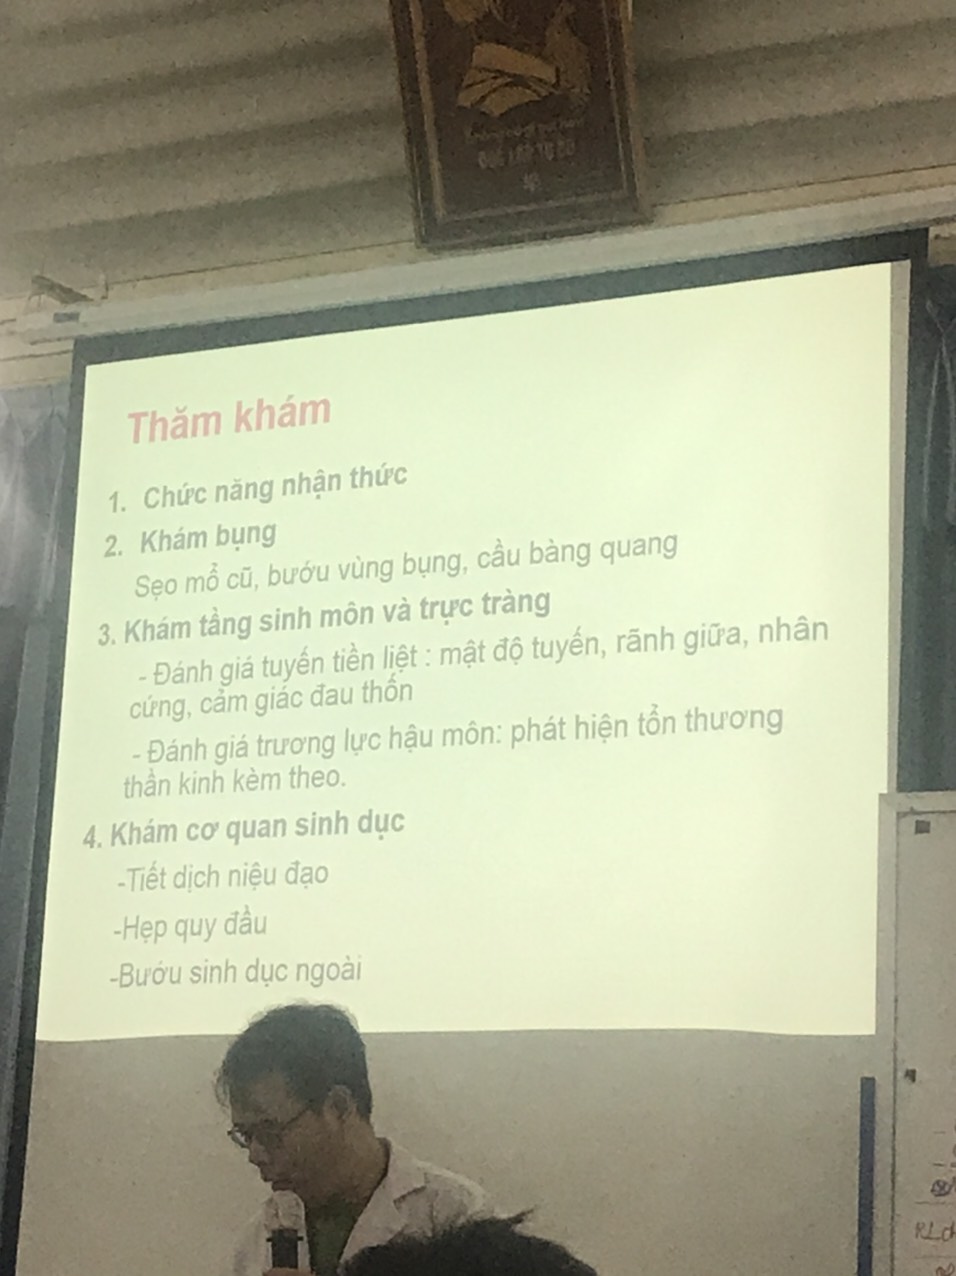 Thăm khám
1. Chức năng nhận thức
2. Khám bụng
Sẹo mổ cũ, bướu vùng bụng, cầu bàng quang
3. Khám tầng sinh môn và trực tràng
- Đánh giá tuyến tiền liệt : mật độ tuyến, rãnh giữa, nhân
cứng, cảm giác đau thốn
- Đánh giá trương lực hậu môn: phát hiện tổn thương
thần kinh kèm theo.
4. Khám cơ quan sinh dục
-Tiết dịch niệu đạo
-Hẹp quy đầu
-Bướu sinh dục ngoài